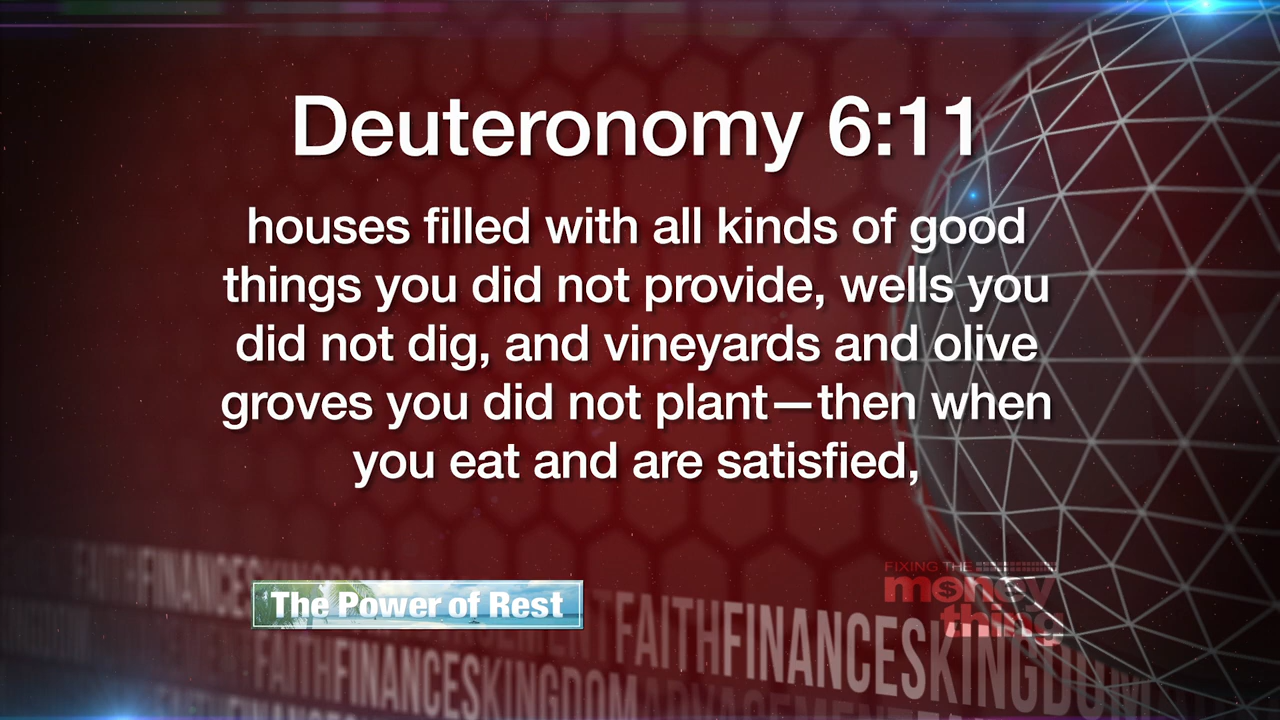 Deuteronomy 6:11
houses filled with all kinds of good
things you did not provide, wells you
did not dig, and vineyards and olive
groves you did not plant—then when
you eat and are satisfied,
FAITHFINANCESKINGDOM
The Power of Rest
FIXING THE
money
thing
FAITHFINANCESKINGDOM
FAITHFINANCESKINGDOMADVANCEMENT